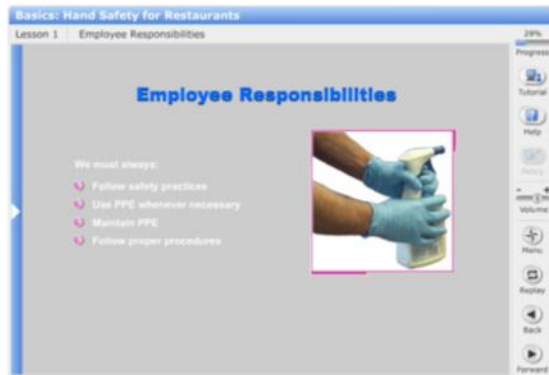 Basics: Hand Safety for Restaurants
Lesson 1 Employee Responsibilities
29%
Progress
Employee Responsibilities
Tutorial
Help
Policy
We must always:
Follow safety practices
Use PPE whenever necessary
Maintain PPE
Follow proper procedures
- +
Volume
Menu
Replay
Back
Forward